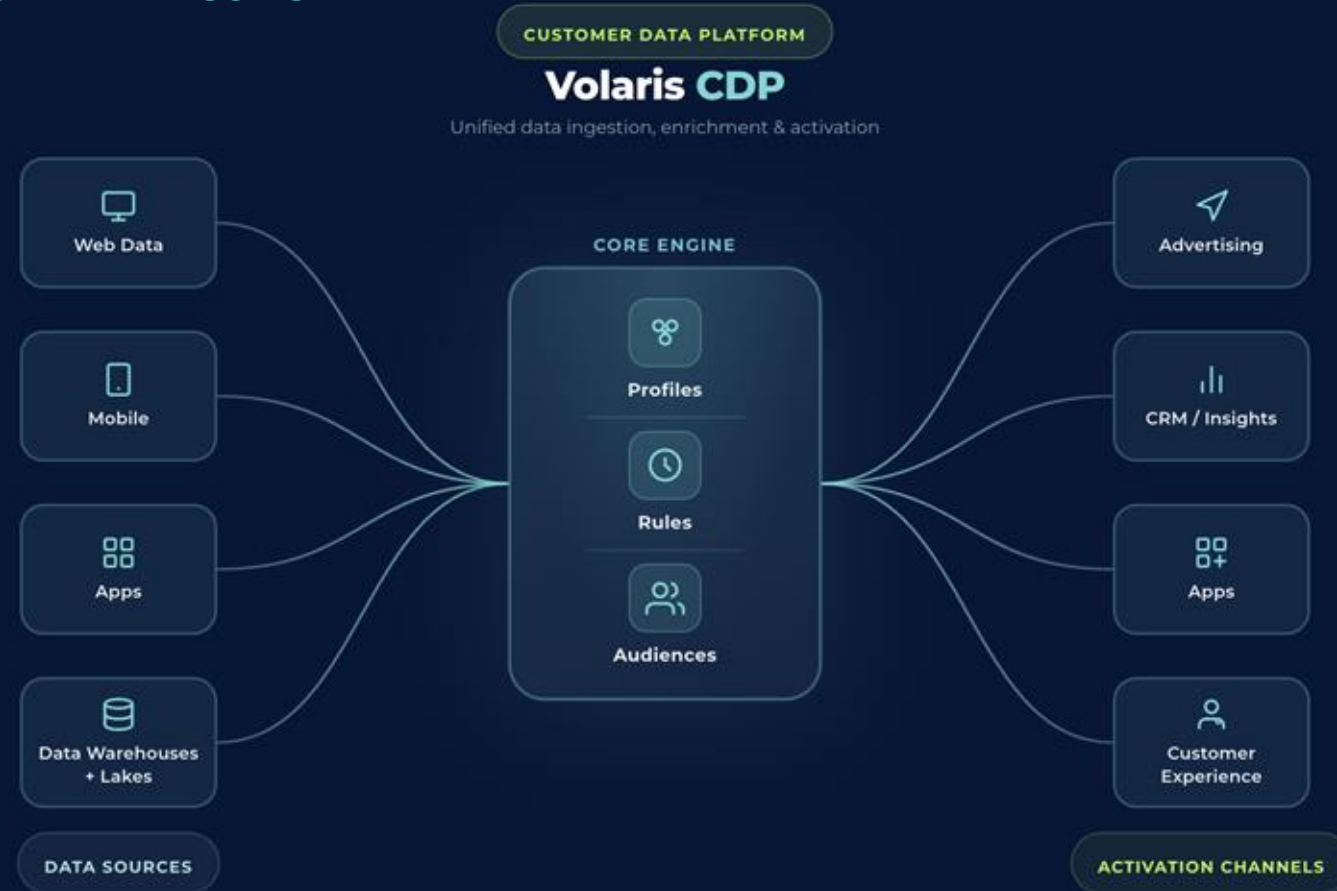 CUSTOMER DATA PLATFORM
Volaris CDP
Unified data ingestion, enrichment & activation
Web Data
Mobile
Apps
Data Warehouses
+ Lakes
DATA SOURCES
CORE ENGINE
Profiles
Rules
Audiences
Advertising
CRM / Insights
Apps
Customer
Experience
ACTIVATION CHANNELS